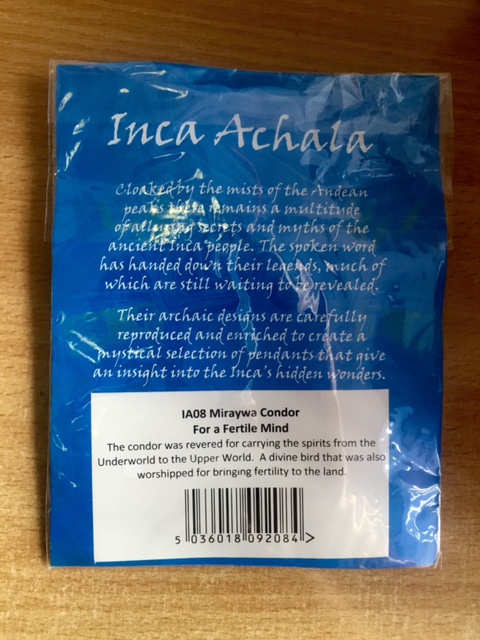 Inca Achala
Cloaked by the mists of the Andean
peaks there remains a multitude
of alluring secrets and myths of the
ancient Inca people. The spoken word
has handed down their legends, much of
which are still waiting to be revealed.
Their archaic designs are carefully
reproduced and enriched to create a
mystical selection of pendants that give
an insight into the Inca's hidden wonders.
IA08 Miraywa Condor
For a Fertile Mind
The condor was revered for carrying the spirits from the
Underworld to the Upper World. A divine bird that was also
worshipped for bringing fertility to the land.
5 036018 092084 >